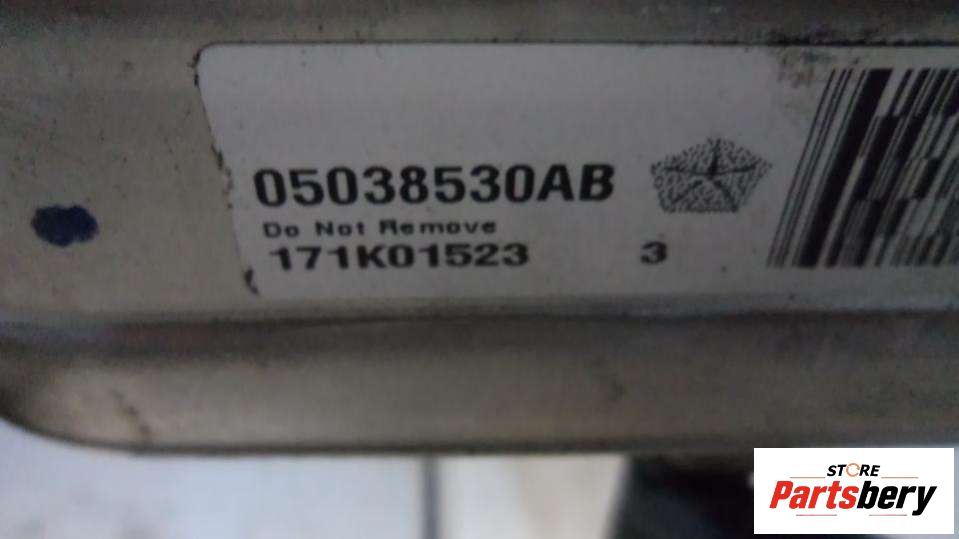 05038530AB
Do Not Remove
171K01523 3
STORE
Partsbery